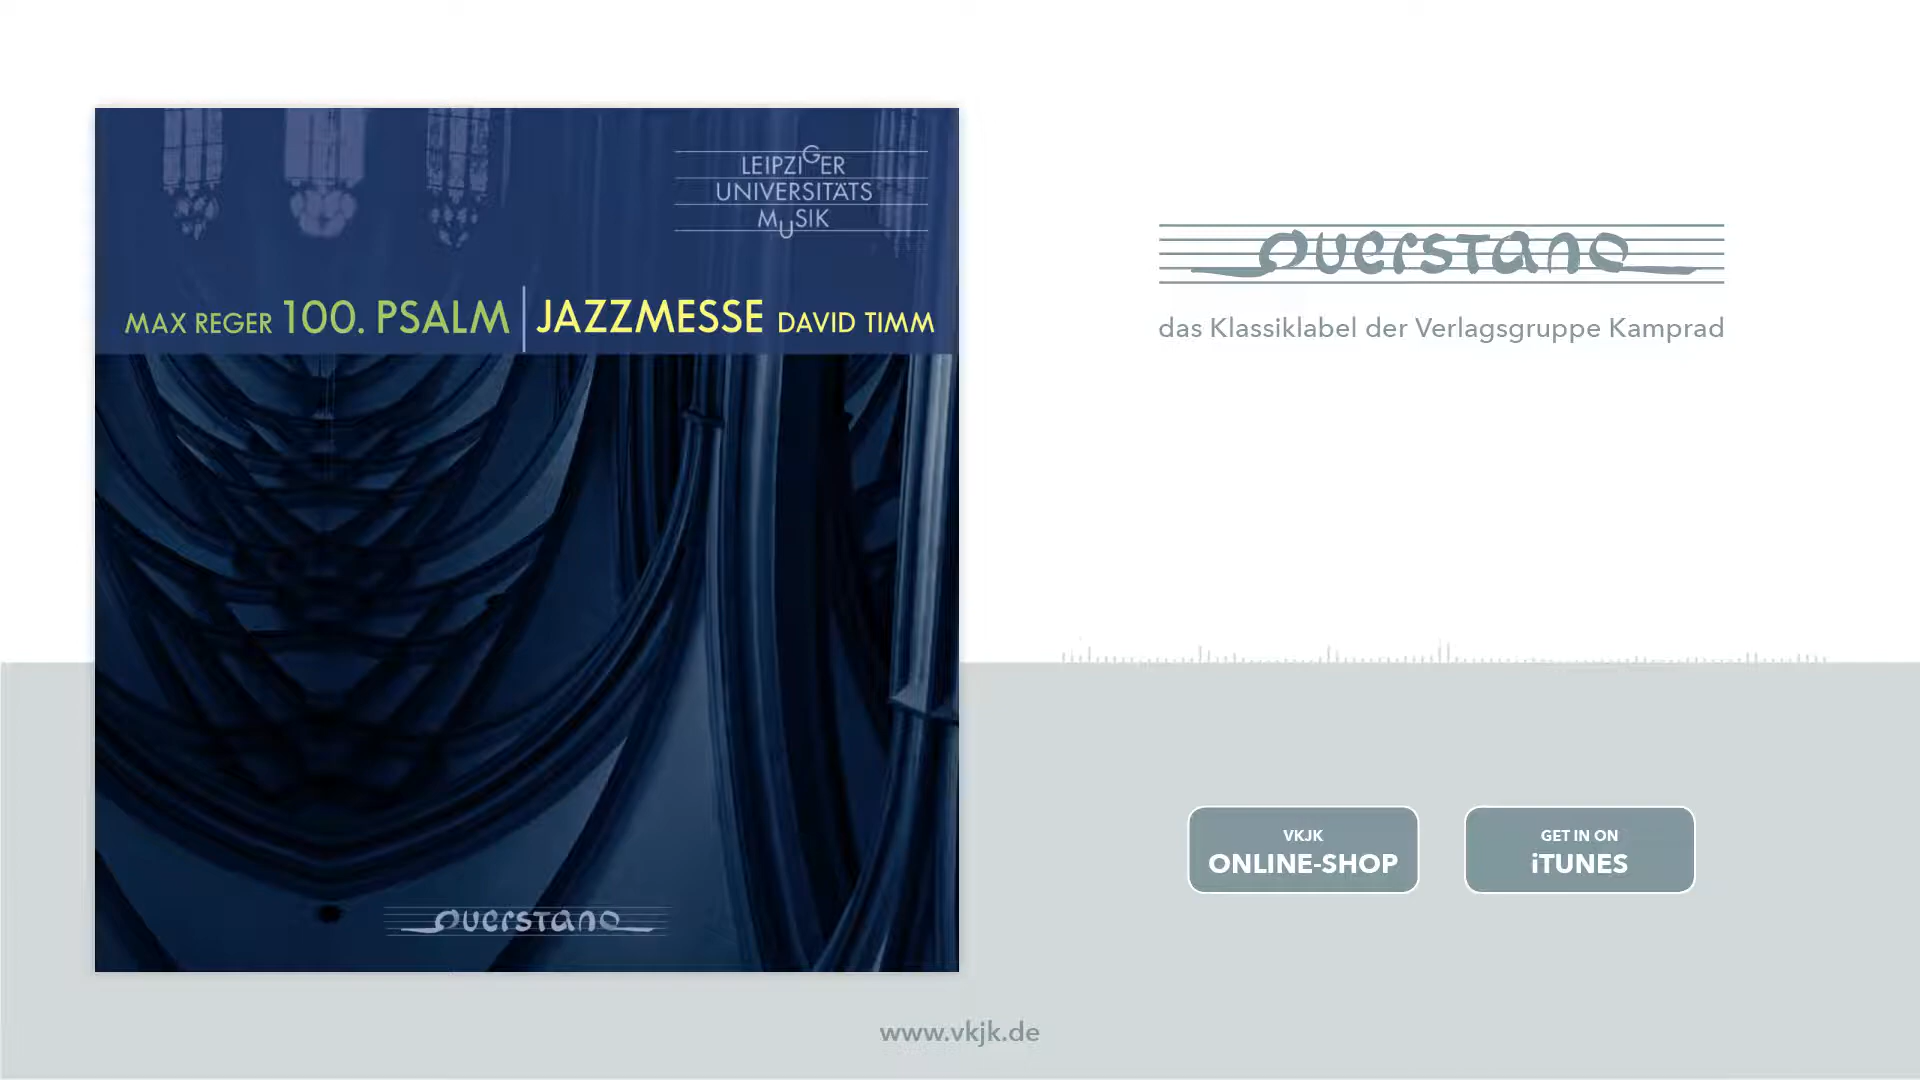 LEIPZIGER
UNIVERSITÄTS
MUSIK
MAX REGER 100. PSALM | JAZZMESSE DAVID TIMM
querstand
querstand
das Klassiklabel der Verlagsgruppe Kamprad
VKJK
ONLINE-SHOP
GET IN ON
iTUNES
www.vkjk.de